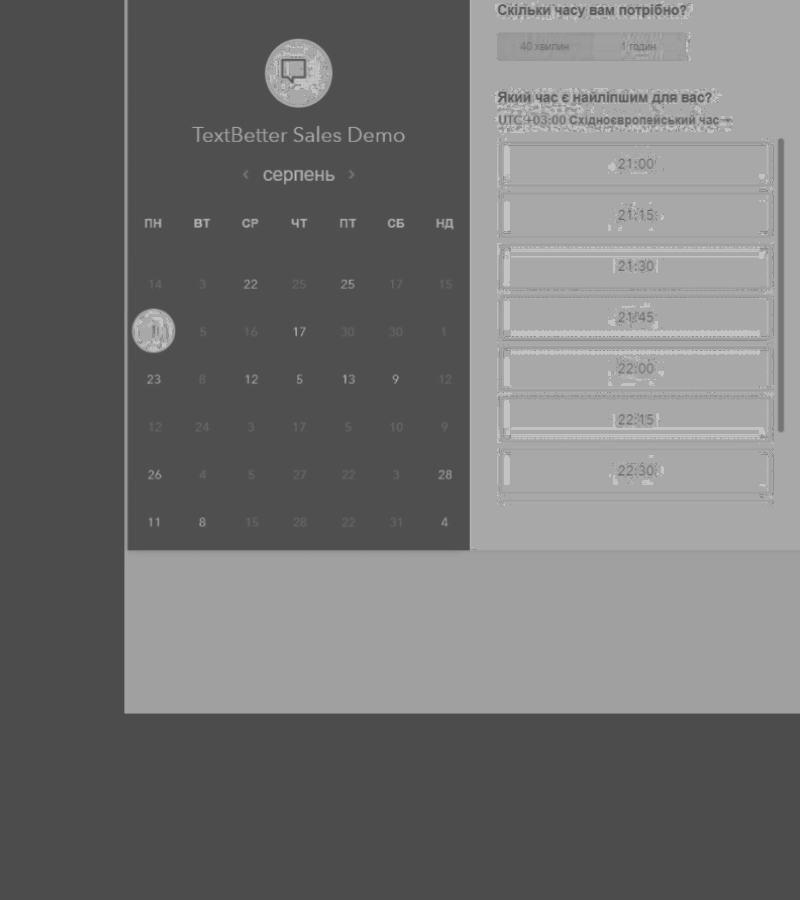 TextBetter Sales Demo
‹ серпень ›
ПН ВТ СР ЧТ ПТ СБ НД
14 3 22 25 25 17 15
5 16 17 30 30 1
23 8 12 5 13 9 12
12 24 3 17 5 10 9
26 4 5 27 22 3 28
11 8 15 28 22 31 4
Скільки часу вам потрібно?
40 хвилин 1 годин
Який час є найліпшим для вас?
UTC +03:00 Східноєвропейський час
21:00
21:15
21:30
21:45
22:00
22:15
22:30